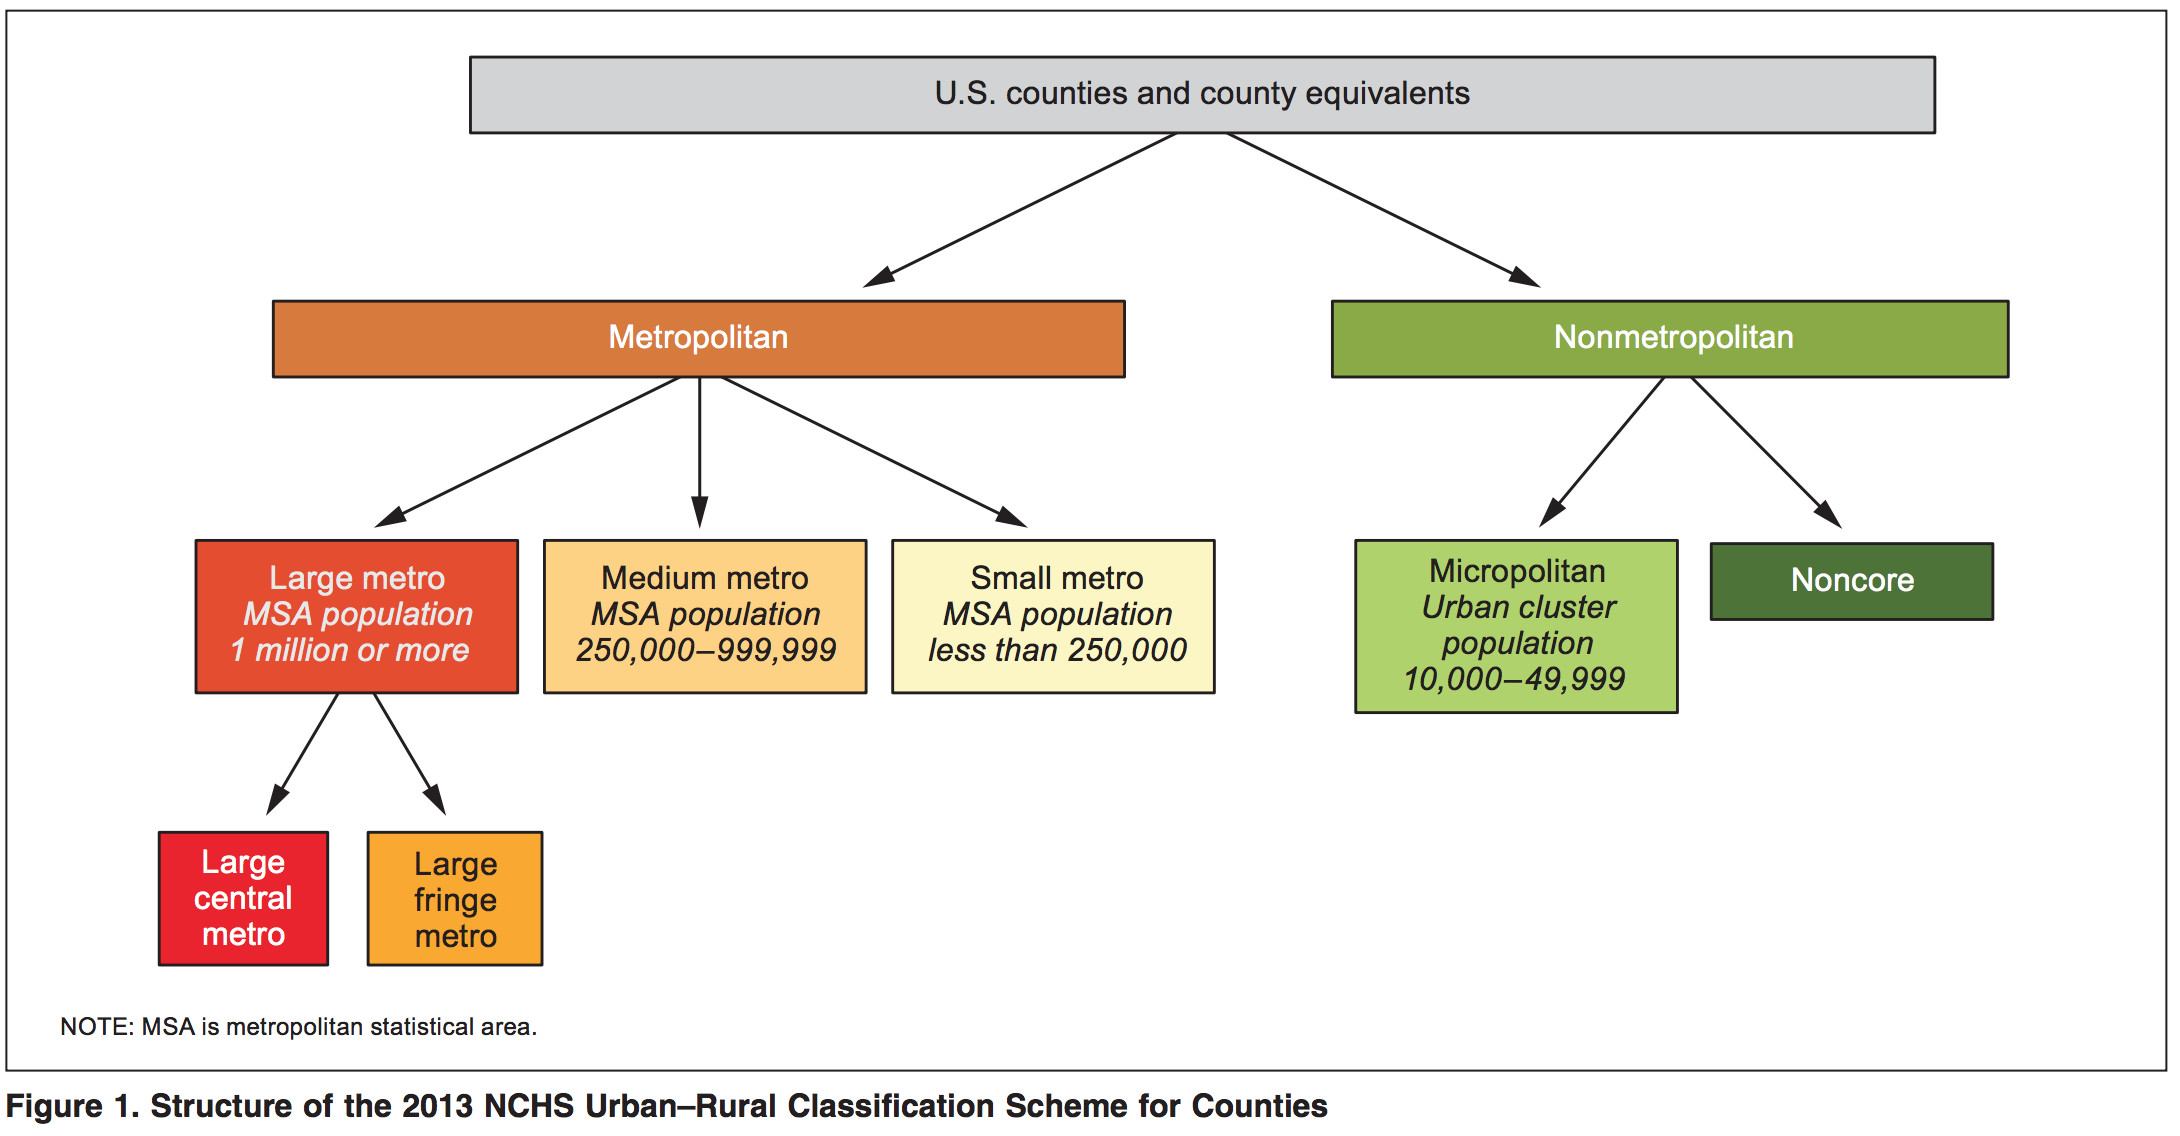 U.S. counties and county equivalents
Metropolitan
Nonmetropolitan
Large metro
MSA population
1 million or more
Medium metro
MSA population
250,000–999,999
Small metro
MSA population
less than 250,000
Micropolitan
Urban cluster
population
10,000–49,999
Noncore
Large
central
metro
Large
fringe
metro
NOTE: MSA is metropolitan statistical area.
Figure 1. Structure of the 2013 NCHS Urban–Rural Classification Scheme for Counties